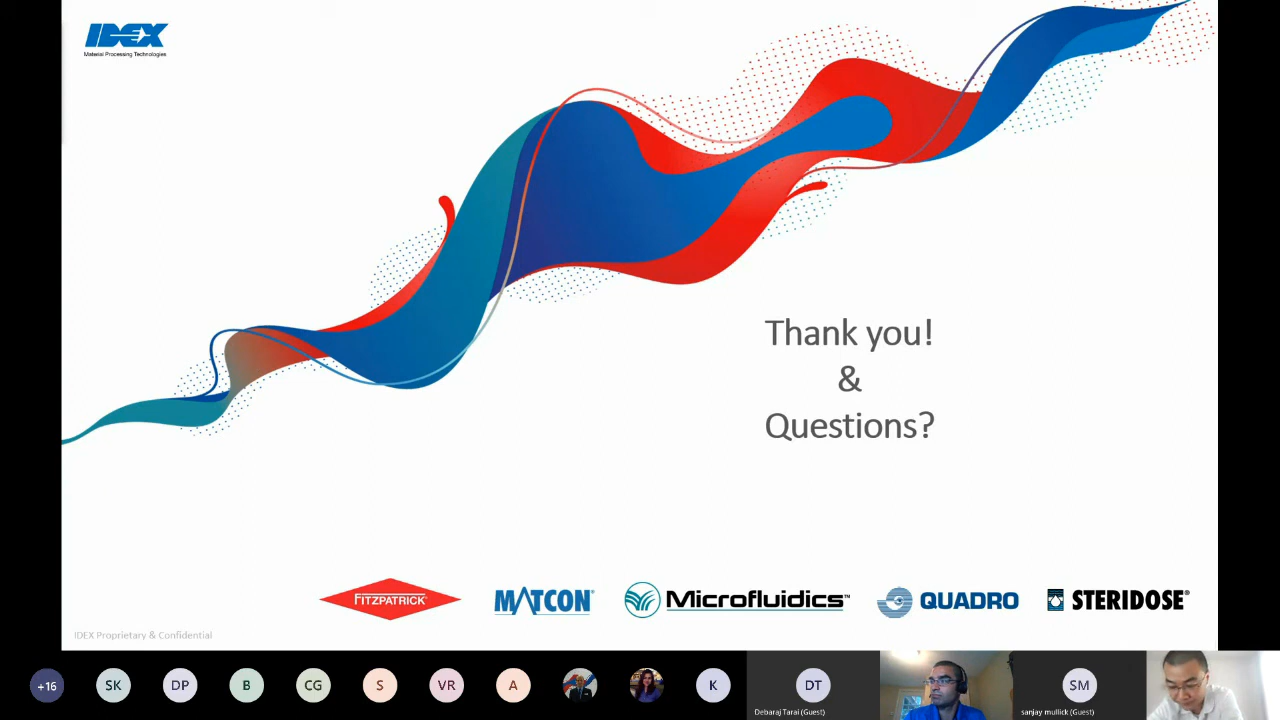 IDEX
Material Processing Technologies
Thank you!
&
Questions?
FITZPATRICK®
MATCON®
Microfluidics™
QUADRO
STERIDOSE®
IDEX Proprietary & Confidential
+16
SK
DP
B
CG
S
VR
A
K
DT
Debaraj Tarai (Guest)
SM
sanjay mullick (Guest)